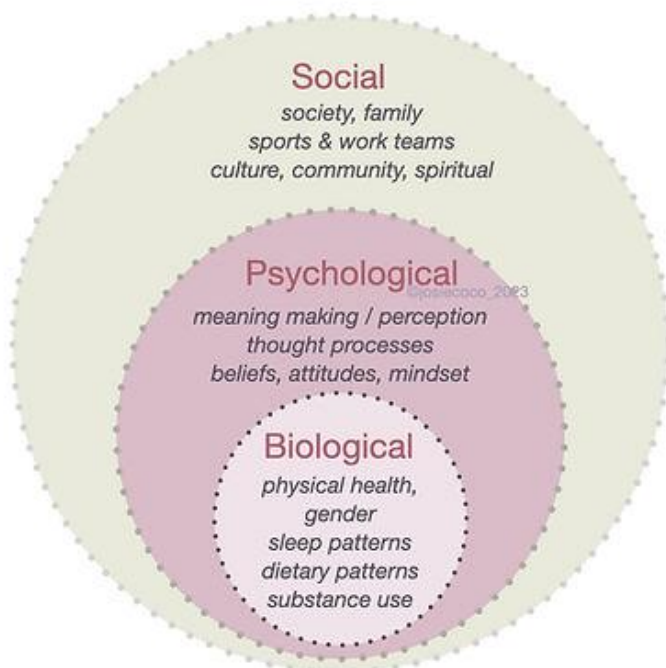 Social
society, family
sports & work teams
culture, community, spiritual
Psychological
©josiecoco_2023
meaning making / perception
thought processes
beliefs, attitudes, mindset
Biological
physical health,
gender
sleep patterns
dietary patterns
substance use